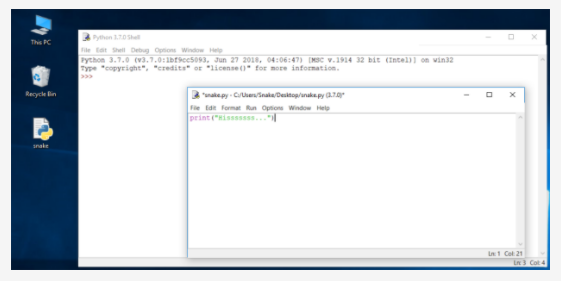 This PC
Recycle Bin
snake
Python 3.7.0 Shell
File Edit Shell Debug Options Window Help
Python 3.7.0 (v3.7.0:1bf9cc5093, Jun 27 2018, 04:06:47) [MSC v.1914 32 bit (Intel)] on win32
Type "copyright", "credits" or "license()" for more information.
>>>
*snake.py - C:/Users/Snake/Desktop/snake.py (3.7.0)*
File Edit Format Run Options Window Help
print("Hissssss...")
Ln: 1 Col: 21
Ln: 3 Col: 4